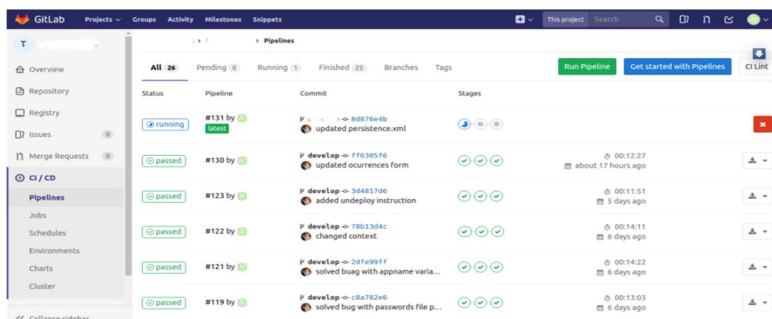 GitLab Projects Groups Activity Milestones Snippets This project Search
T
> > Pipelines
Overview
Repository
Registry
Issues 0
Merge Requests 0
CI / CD
Pipelines
Jobs
Schedules
Environments
Charts
Cluster
Collapse sidebar
All 26 Pending 0 Running 1 Finished 25 Branches Tags Run Pipeline Get started with Pipelines CI Lint
Status Pipeline Commit Stages
running #131 by latest 8d876e4b
updated persistence.xml
passed #130 by develop ff6305f6 00:12:27
updated ocurrences form about 17 hours ago
passed #123 by develop 3d4817d6 00:11:51
added undeploy instruction 5 days ago
passed #122 by develop 78b13d4c 00:14:11
changed context 6 days ago
passed #121 by develop 2dfe99ff 00:14:22
solved buag with appname varia... 6 days ago
passed #119 by develop c8a782e6 00:13:03
solved bug with passwords file p... 6 days ago